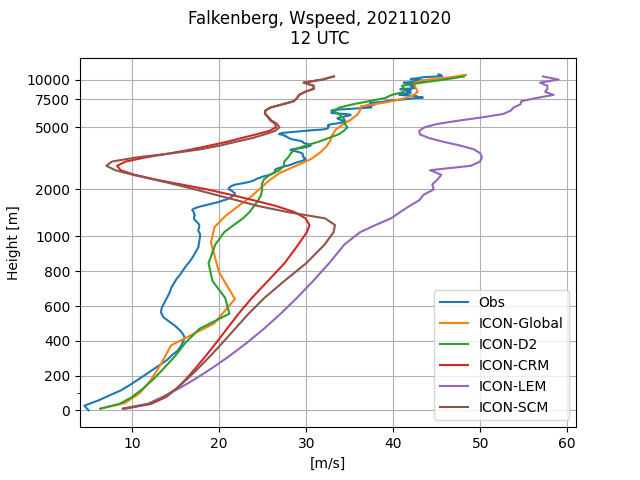 Falkenberg, Wspeed, 20211020
12 UTC
10000
7500
5000
2000
1000
800
600
400
200
0
Height [m]
10 20 30 40 50 60
[m/s]
Obs
ICON-Global
ICON-D2
ICON-CRM
ICON-LEM
ICON-SCM